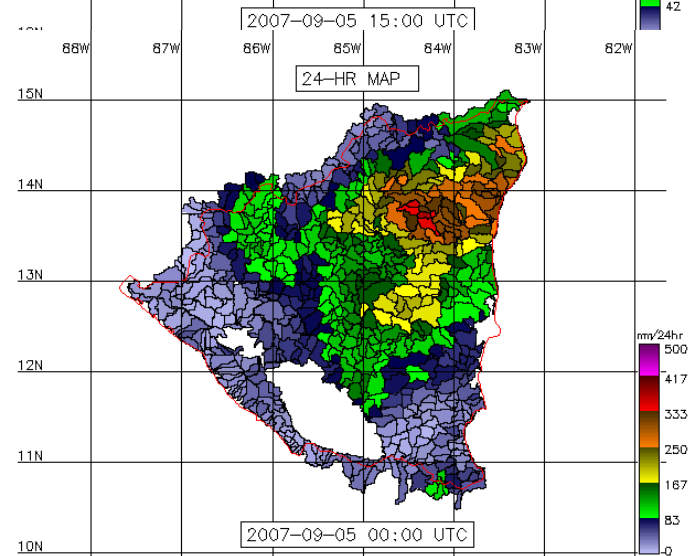 42
2007-09-05 15:00 UTC
88W 87W 86W 85W 84W 83W 82W
24-HR MAP
15N
14N
13N
12N
11N
10N
mm/24hr
500
417
333
250
167
83
0
2007-09-05 00:00 UTC